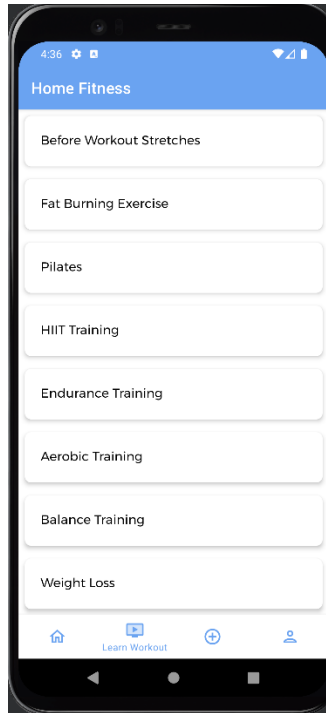 4:36
Home Fitness
Before Workout Stretches
Fat Burning Exercise
Pilates
HIIT Training
Endurance Training
Aerobic Training
Balance Training
Weight Loss
Learn Workout